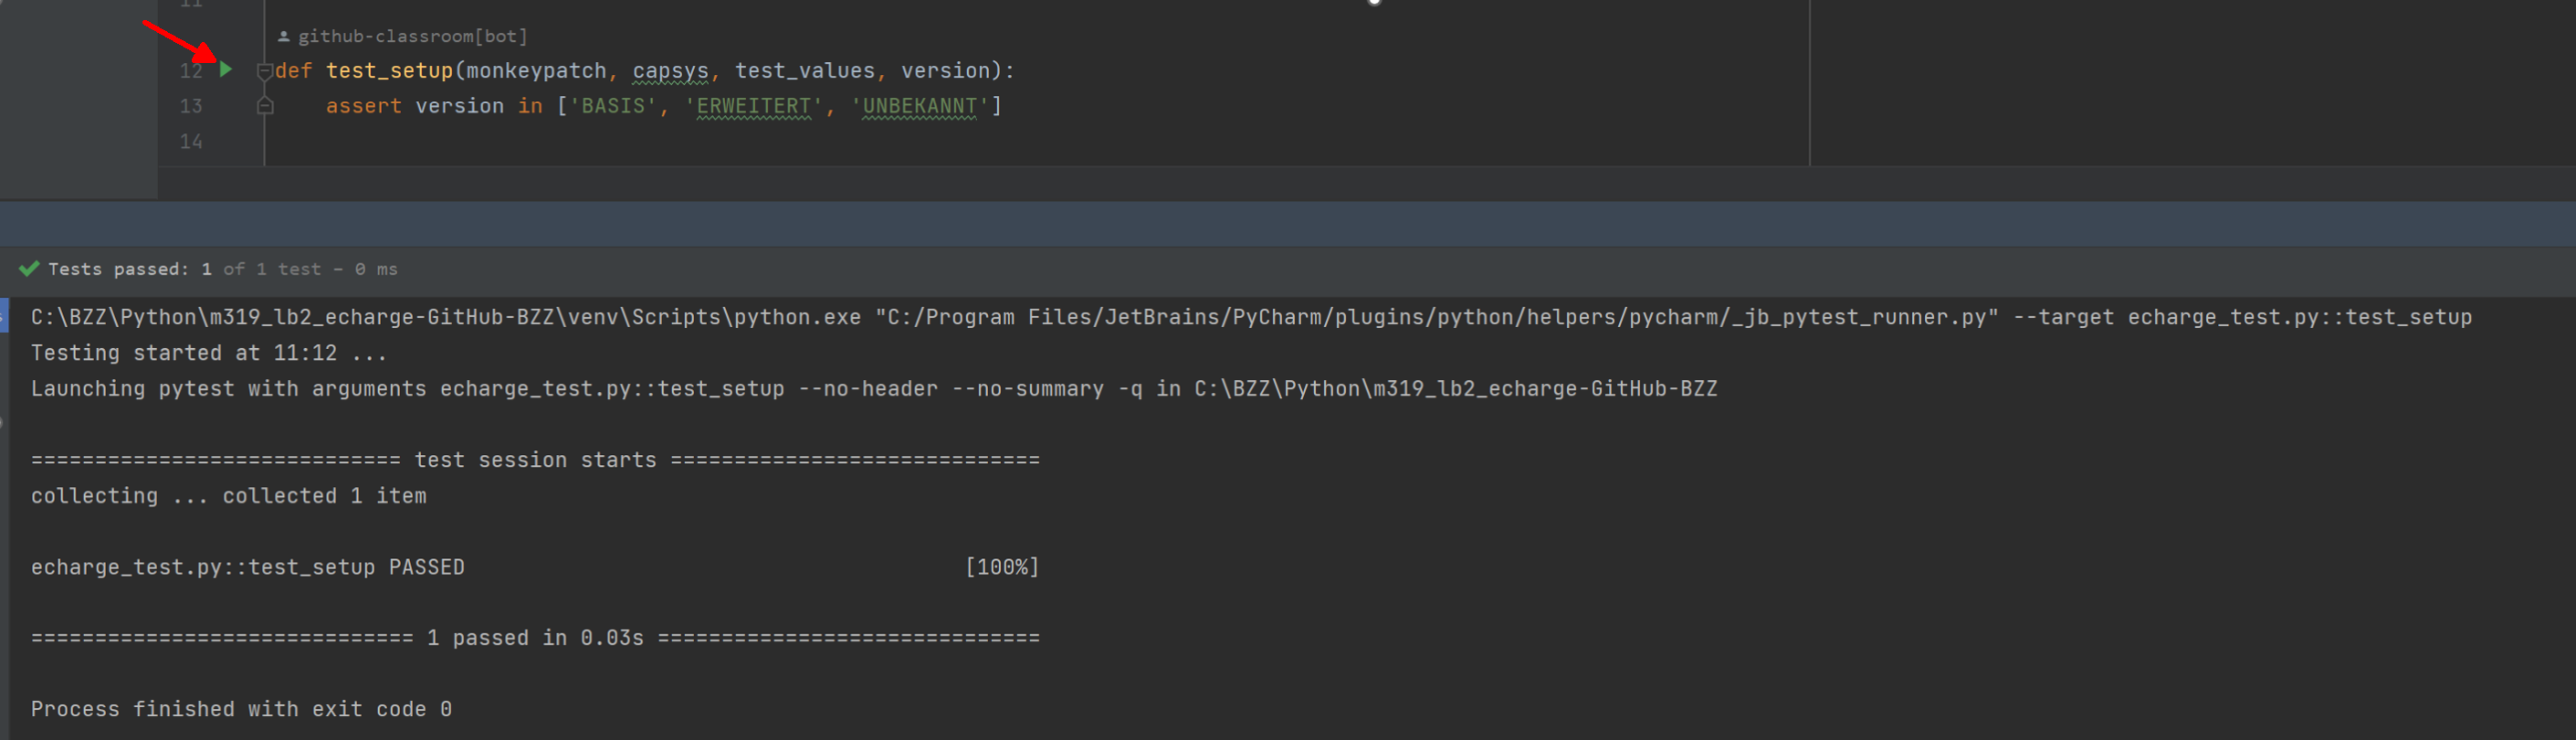 11
github-classroom[bot]
12 def test_setup(monkeypatch, capsys, test_values, version):
13 assert version in ['BASIS', 'ERWEITERT', 'UNBEKANNT']
14
Tests passed: 1 of 1 test – 0 ms
C:\BZZ\Python\m319_lb2_echarge-GitHub-BZZ\venv\Scripts\python.exe "C:/Program Files/JetBrains/PyCharm/plugins/python/helpers/pycharm/_jb_pytest_runner.py" --target echarge_test.py::test_setup
Testing started at 11:12 ...
Launching pytest with arguments echarge_test.py::test_setup --no-header --no-summary -q in C:\BZZ\Python\m319_lb2_echarge-GitHub-BZZ
============================= test session starts =============================
collecting ... collected 1 item
echarge_test.py::test_setup PASSED [100%]
============================== 1 passed in 0.03s ==============================
Process finished with exit code 0